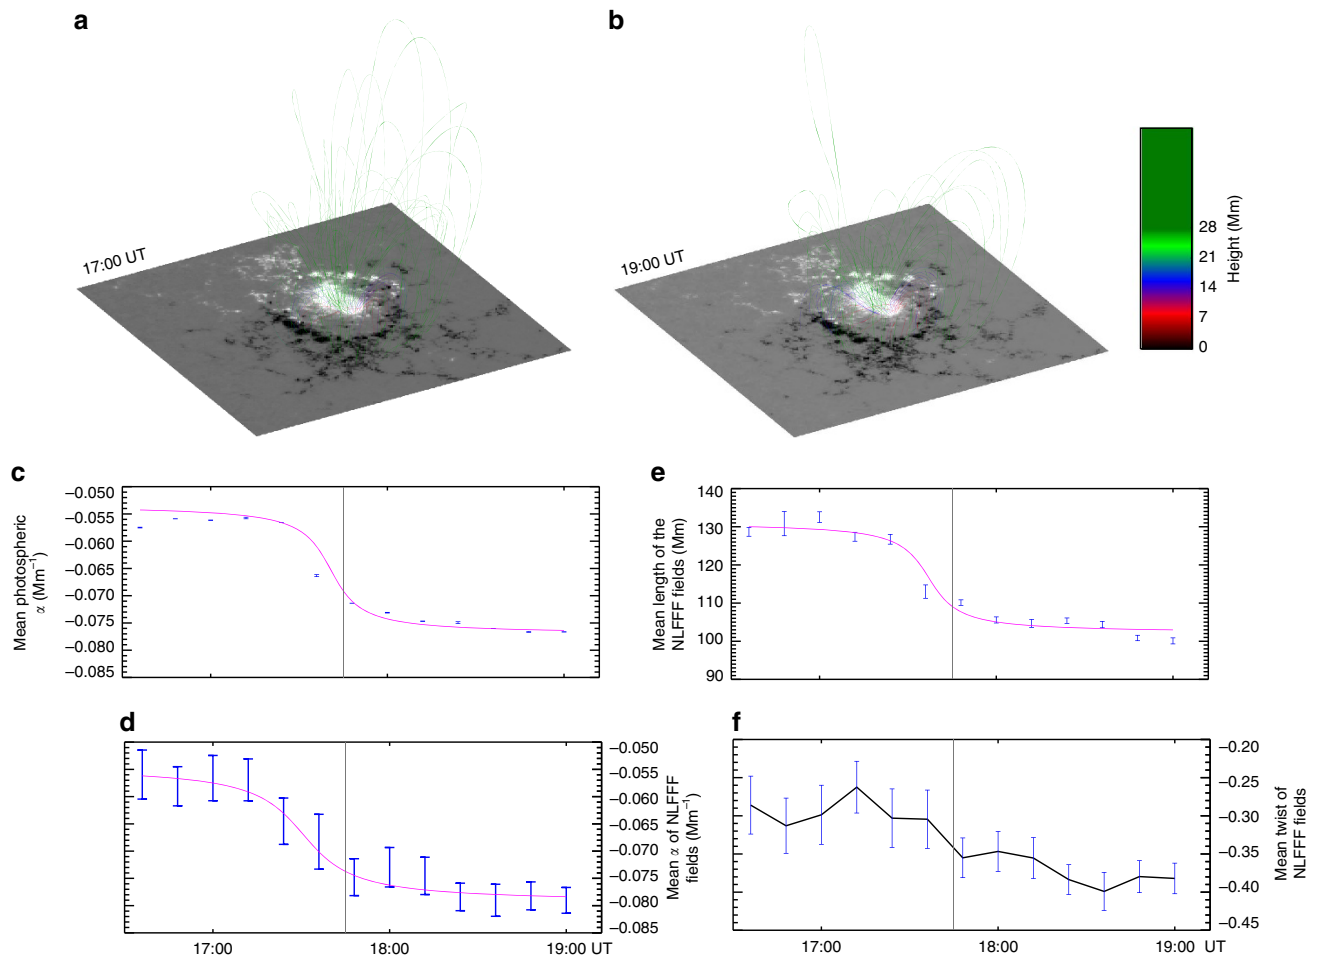 a
b
17:00 UT
19:00 UT
28
21
14
7
0
Height (Mm)
c
–0.050
–0.055
–0.060
–0.065
–0.070
–0.075
–0.080
–0.085
Mean photospheric
α (Mm⁻¹)
e
140
130
120
110
100
90
Mean length of the
NLFFF fields (Mm)
d
–0.050
–0.055
–0.060
–0.065
–0.070
–0.075
–0.080
–0.085
Mean α of NLFFF
fields (Mm⁻¹)
17:00
18:00
19:00 UT
f
–0.20
–0.25
–0.30
–0.35
–0.40
–0.45
Mean twist of
NLFFF fields
17:00
18:00
19:00 UT